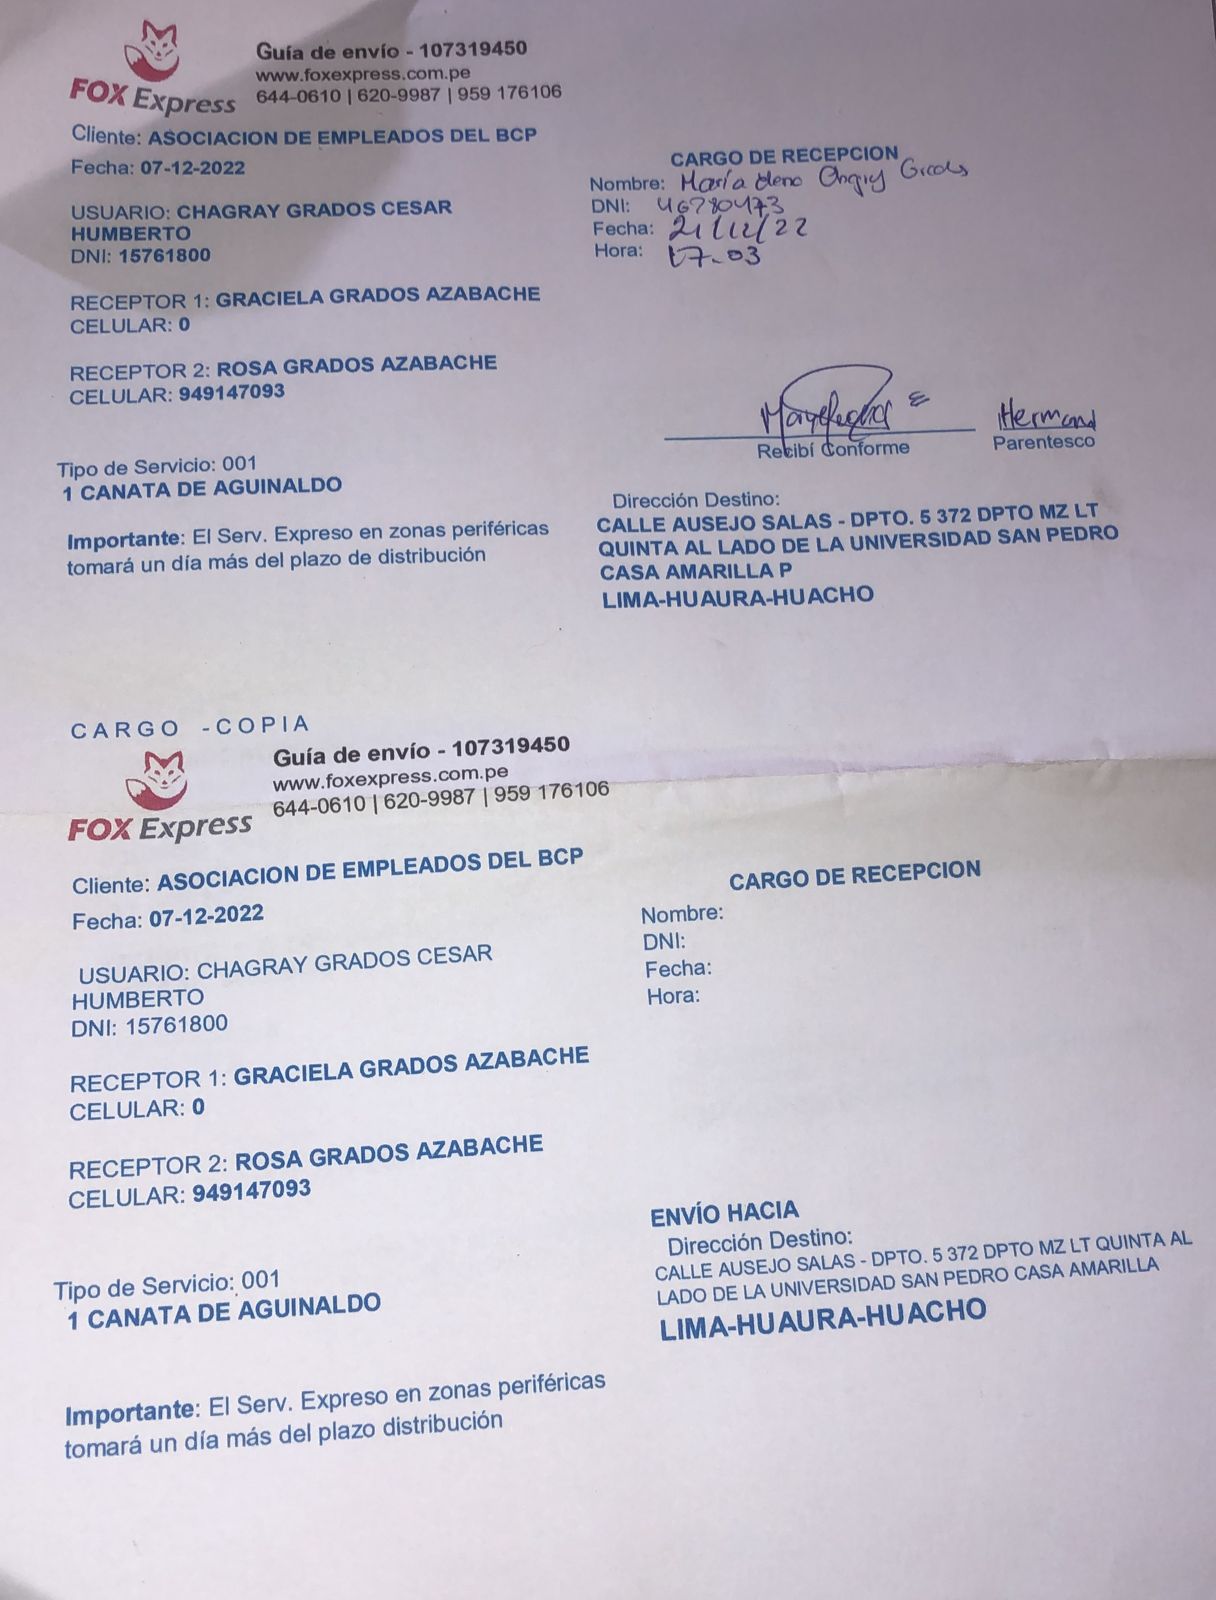 FOX Express
Guía de envío - 107319450
www.foxexpress.com.pe
644-0610 | 620-9987 | 959 176106
Cliente: ASOCIACION DE EMPLEADOS DEL BCP
Fecha: 07-12-2022
USUARIO: CHAGRAY GRADOS CESAR
HUMBERTO
DNI: 15761800
RECEPTOR 1: GRACIELA GRADOS AZABACHE
CELULAR: 0
RECEPTOR 2: ROSA GRADOS AZABACHE
CELULAR: 949147093
Tipo de Servicio: 001
1 CANATA DE AGUINALDO
Importante: El Serv. Expreso en zonas periféricas
tomará un día más del plazo de distribución
CARGO DE RECEPCION
Nombre: María
DNI: 46780473
Fecha: 21/12/22
Hora: 17-03
Recibí Conforme
Hermana
Parentesco
Dirección Destino:
CALLE AUSEJO SALAS - DPTO. 5 372 DPTO MZ LT
QUINTA AL LADO DE LA UNIVERSIDAD SAN PEDRO
CASA AMARILLA P
LIMA-HUAURA-HUACHO
CARGO -COPIA
FOX Express
Guía de envío - 107319450
www.foxexpress.com.pe
644-0610 | 620-9987 | 959 176106
Cliente: ASOCIACION DE EMPLEADOS DEL BCP
Fecha: 07-12-2022
USUARIO: CHAGRAY GRADOS CESAR
HUMBERTO
DNI: 15761800
RECEPTOR 1: GRACIELA GRADOS AZABACHE
CELULAR: 0
RECEPTOR 2: ROSA GRADOS AZABACHE
CELULAR: 949147093
Tipo de Servicio: 001
1 CANATA DE AGUINALDO
Importante: El Serv. Expreso en zonas periféricas
tomará un día más del plazo distribución
CARGO DE RECEPCION
Nombre:
DNI:
Fecha:
Hora:
ENVÍO HACIA
Dirección Destino:
CALLE AUSEJO SALAS - DPTO. 5 372 DPTO MZ LT QUINTA AL
LADO DE LA UNIVERSIDAD SAN PEDRO CASA AMARILLA
LIMA-HUAURA-HUACHO